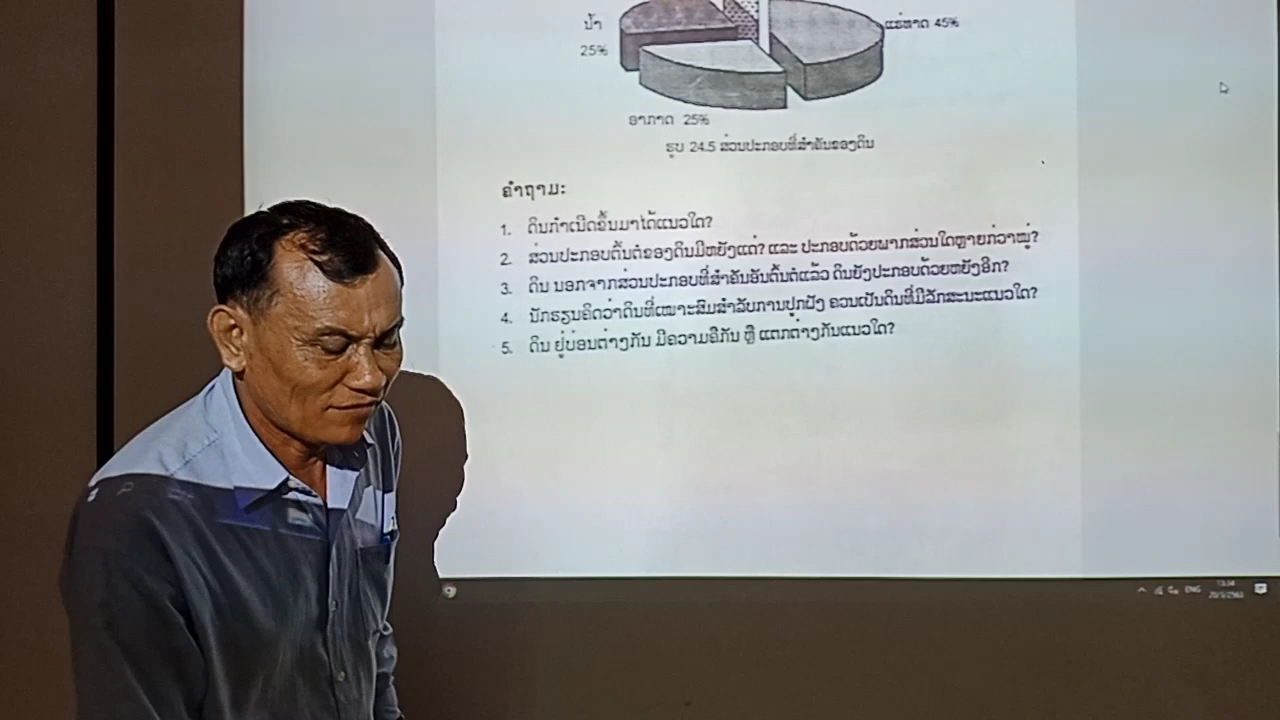 ນ້ຳ
ແຮ່ທາດ 45%
25%
ອາກາດ 25%
ຮູບ 24.5 ສ່ວນປະກອບທີ່ສຳຄັນຂອງດິນ
ຄຳຖາມ:
1. ດິນກຳເນີດຂຶ້ນມາໄດ້ແນວໃດ?
2. ສ່ວນປະກອບຕົ້ນຕໍຂອງດິນມີຫຍັງແດ່? ແລະ ປະກອບດ້ວຍພາກສ່ວນໃດຫຼາຍກ່ວາໝູ່?
3. ດິນ ນອກຈາກສ່ວນປະກອບທີ່ສຳຄັນອັນຕົ້ນຕໍແລ້ວ ດິນຍັງປະກອບດ້ວຍຫຍັງອີກ?
4. ນັກຮຽນຄິດວ່າດິນທີ່ເໝາະສົມສຳລັບການປູກຝັງ ຄວນເປັນດິນທີ່ມີລັກສະນະແນວໃດ?
5. ດິນ ຢູ່ບ່ອນຕ່າງກັນ ມີຄວາມຄືກັນ ຫຼື ແຕກຕ່າງກັນແນວໃດ?
ENG